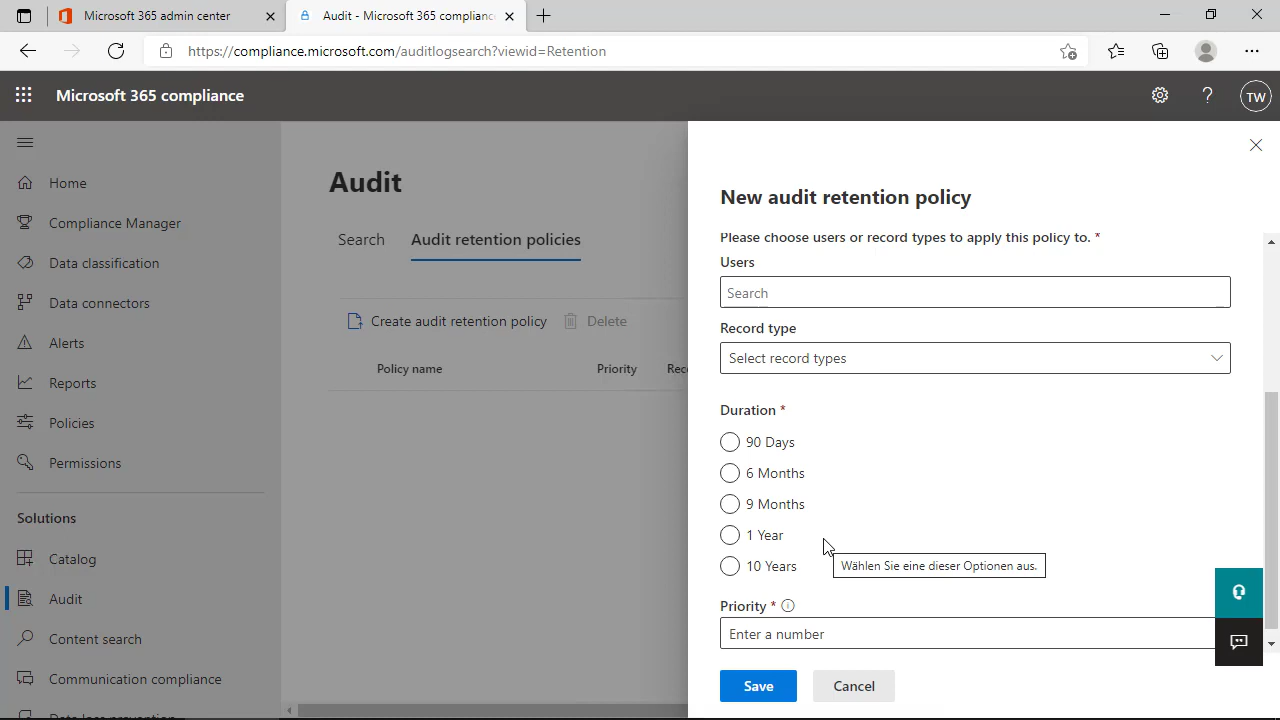 Microsoft 365 admin center
Audit - Microsoft 365 complianc
https://compliance.microsoft.com/auditlogsearch?viewid=Retention
Microsoft 365 compliance
TW
Home
Compliance Manager
Data classification
Data connectors
Alerts
Reports
Policies
Permissions
Solutions
Catalog
Audit
Content search
Communication compliance
Data loss prevention
Audit
Search
Audit retention policies
Create audit retention policy
Delete
Policy name
Priority
Rec
New audit retention policy
Please choose users or record types to apply this policy to. *
Users
Search
Record type
Select record types
Duration *
90 Days
6 Months
9 Months
1 Year
10 Years
Wählen Sie eine dieser Optionen aus.
Priority *
Enter a number
Save
Cancel